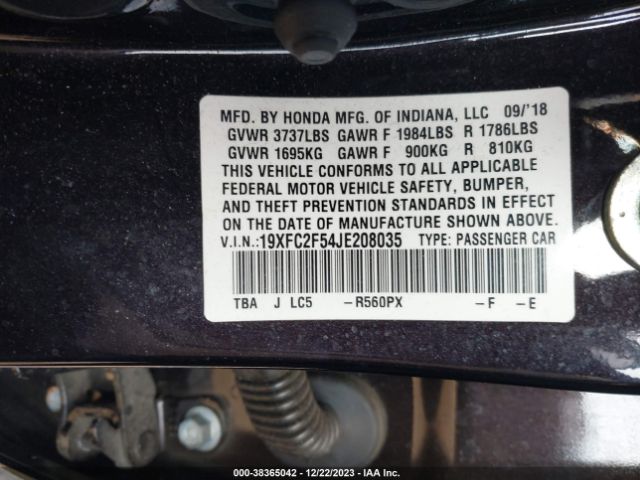 MFD. BY HONDA MFG. OF INDIANA, LLC 09/'18
GVWR 3737LBS GAWR F 1984LBS R 1786LBS
GVWR 1695KG GAWR F 900KG R 810KG
THIS VEHICLE CONFORMS TO ALL APPLICABLE
FEDERAL MOTOR VEHICLE SAFETY, BUMPER,
AND THEFT PREVENTION STANDARDS IN EFFECT
ON THE DATE OF MANUFACTURE SHOWN ABOVE.
V.I.N.:19XFC2F54JE208035 TYPE: PASSENGER CAR
TBA J LC5 –R560PX –F –E
000-38365042 – 12/22/2023 – IAA Inc.